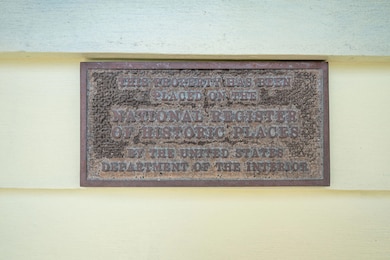 THIS PROPERTY HAS BEEN
PLACED ON THE
NATIONAL REGISTER
OF HISTORIC PLACES
BY THE UNITED STATES
DEPARTMENT OF THE INTERIOR